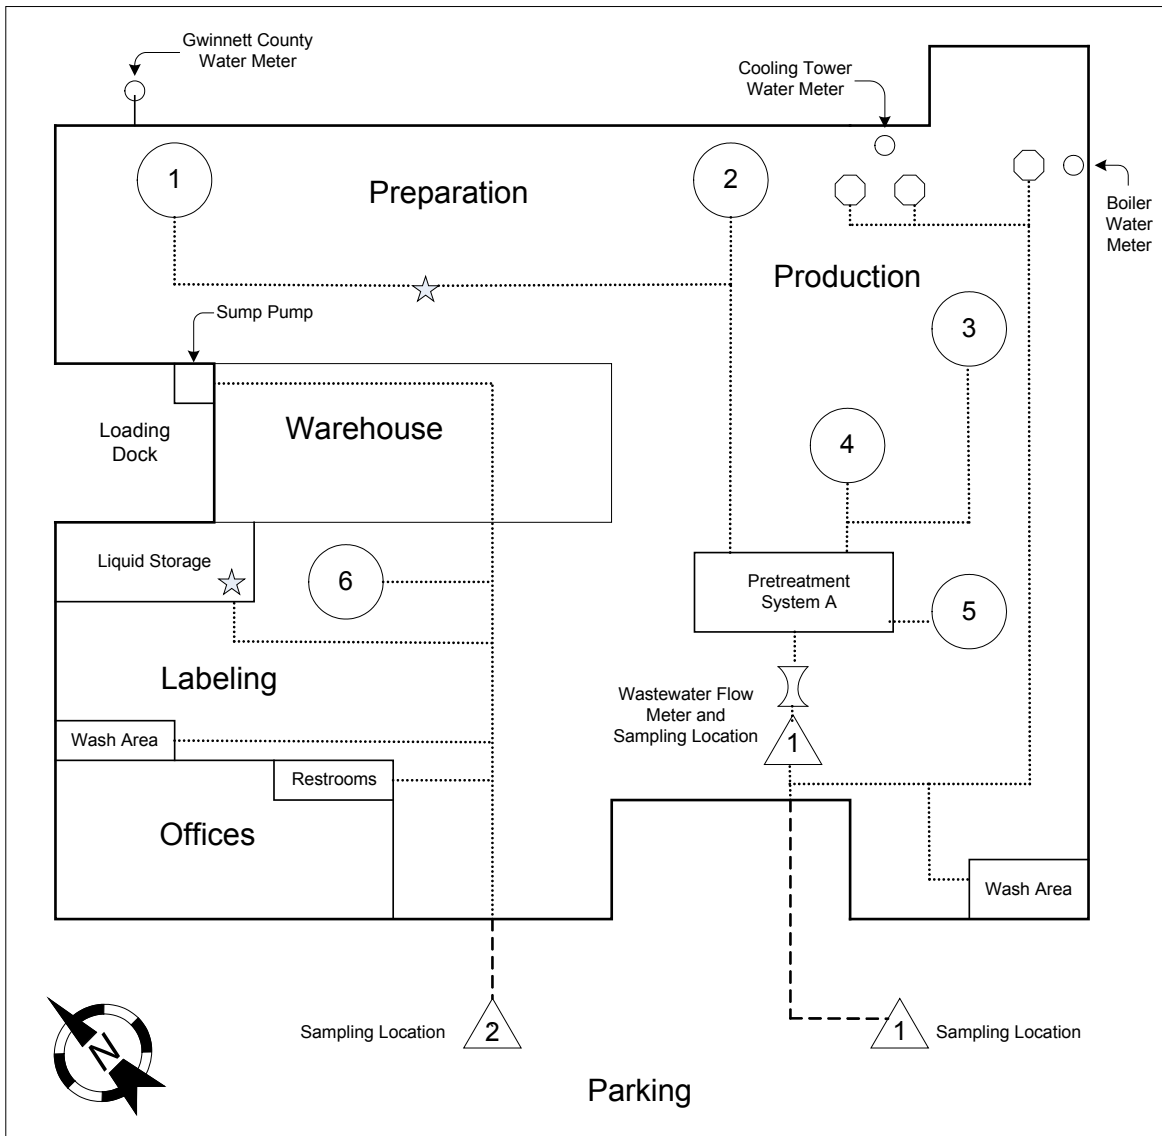 Gwinnett County
Water Meter
Cooling Tower
Water Meter
1
Preparation
2
Boiler
Water
Meter
Production
Sump Pump
3
Loading
Dock
Warehouse
4
Liquid Storage
6
Pretreatment
System A
5
Labeling
Wastewater Flow
Meter and
Sampling Location
1
Wash Area
Restrooms
Offices
Wash Area
N
Sampling Location
2
1
Sampling Location
Parking